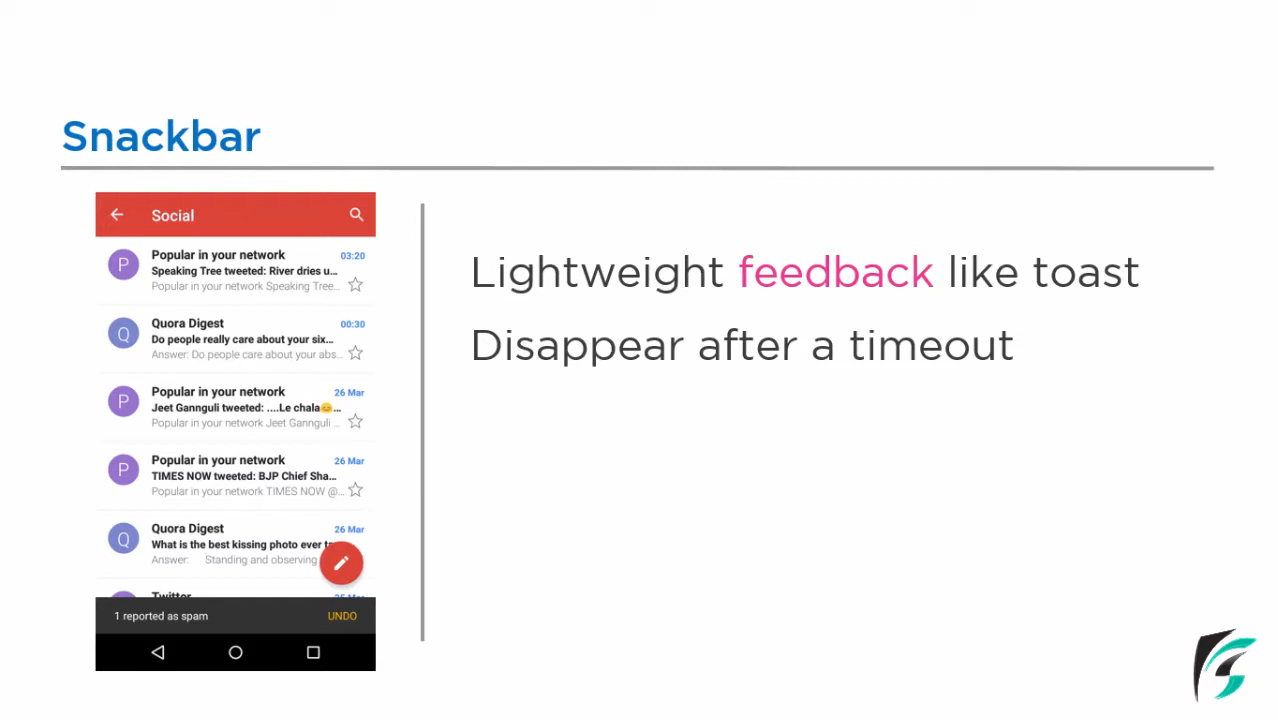 Snackbar
Social
Popular in your network 03:20
P
Speaking Tree tweeted: River dries u...
Popular in your network Speaking Tree...
Quora Digest 00:30
Q
Do people really care about your six...
Answer: Do people care about your abs...
Popular in your network 26 Mar
P
Jeet Gannguli tweeted: ....Le chala😊...
Popular in your network Jeet Gannguli ...
Popular in your network 26 Mar
P
TIMES NOW tweeted: BJP Chief Sha...
Popular in your network TIMES NOW @...
Quora Digest 26 Mar
Q
What is the best kissing photo ever ta
Answer: Standing and observing
Twitter
1 reported as spam UNDO
Lightweight feedback like toast
Disappear after a timeout